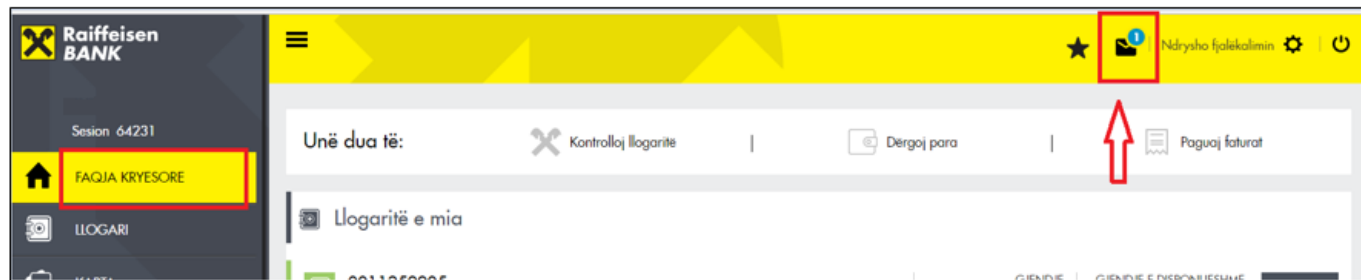 Raiffeisen
BANK
1
Ndrysho fjalëkalimin
Sesion 64231
Unë dua të:
Kontrolloj llogaritë
|
Dërgoj para
|
Paguaj faturat
FAQJA KRYESORE
Llogaritë e mia
LLOGARI